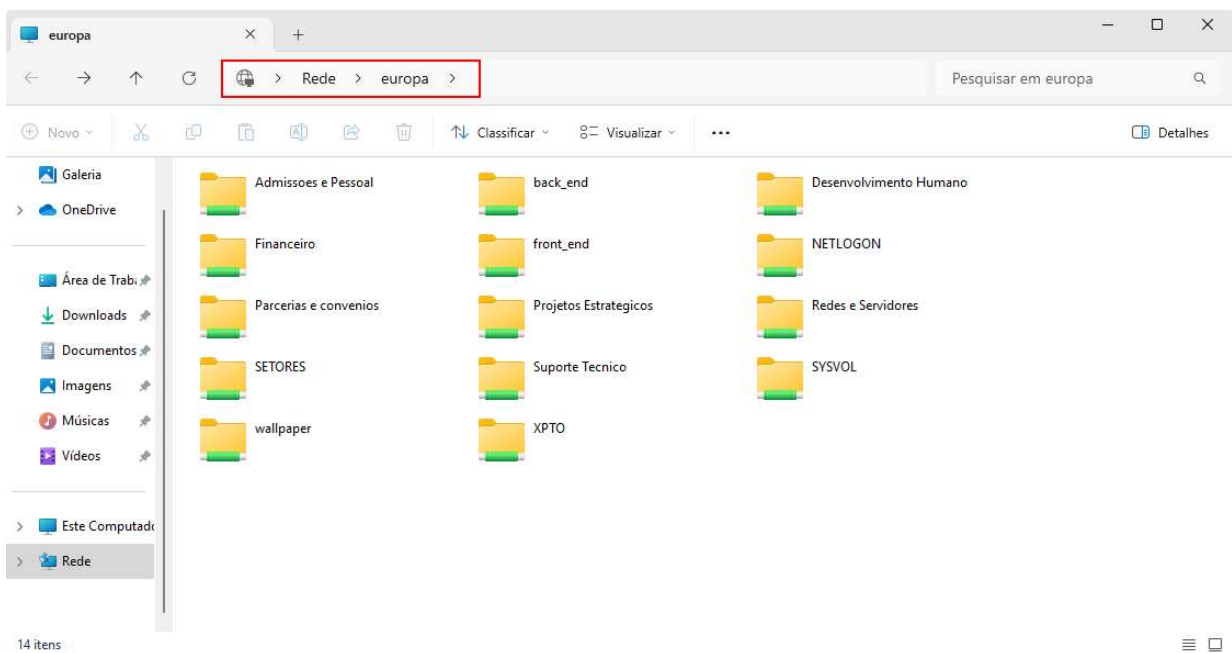 europa
Rede > europa >
Pesquisar em europa
Novo
Classificar
Visualizar
Detalhes
Galeria
OneDrive
Área de Traba
Downloads
Documentos
Imagens
Músicas
Vídeos
Este Computado
Rede
Admissoes e Pessoal
back_end
Desenvolvimento Humano
Financeiro
front_end
NETLOGON
Parcerias e convenios
Projetos Estrategicos
Redes e Servidores
SETORES
Suporte Tecnico
SYSVOL
wallpaper
XPTO
14 itens